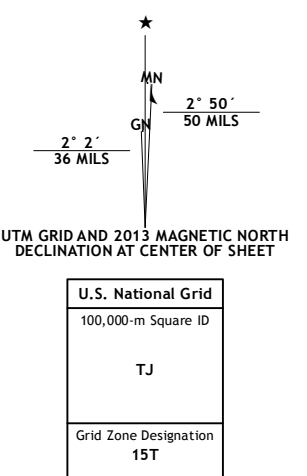 ★
MN
GN
2° 50´
50 MILS
2° 2´
36 MILS
UTM GRID AND 2013 MAGNETIC NORTH
DECLINATION AT CENTER OF SHEET
U.S. National Grid
100,000-m Square ID
TJ
Grid Zone Designation
15T